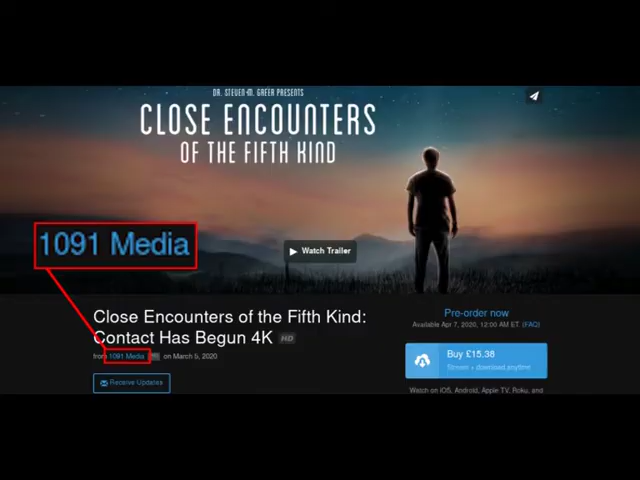 DR. STEVEN M. GREER PRESENTS
CLOSE ENCOUNTERS
OF THE FIFTH KIND
1091 Media
Watch Trailer
Close Encounters of the Fifth Kind:
Contact Has Begun 4K HD
from 1091 Media on March 5, 2020
Receive Updates
Pre-order now
Available Apr 7, 2020, 12:00 AM ET. (FAQ)
Buy £15.38
Stream + download anytime
Watch on iOS, Android, Apple TV, Roku, and